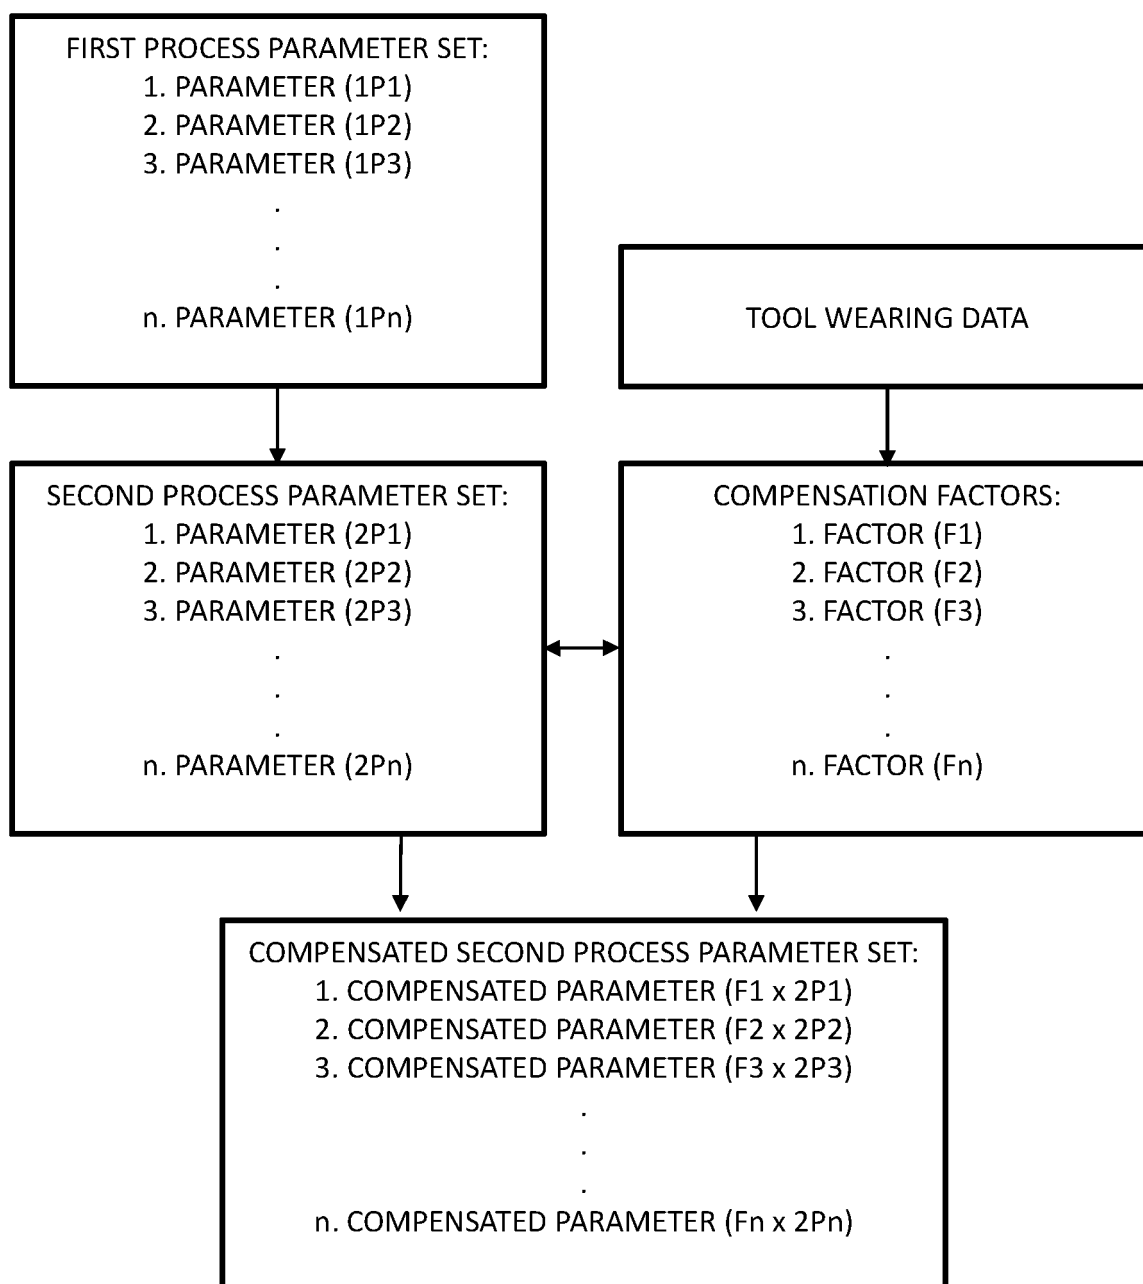 FIRST PROCESS PARAMETER SET:
1. PARAMETER (1P1)
2. PARAMETER (1P2)
3. PARAMETER (1P3)
.
.
.
n. PARAMETER (1Pn)
TOOL WEARING DATA
SECOND PROCESS PARAMETER SET:
1. PARAMETER (2P1)
2. PARAMETER (2P2)
3. PARAMETER (2P3)
.
.
.
n. PARAMETER (2Pn)
COMPENSATION FACTORS:
1. FACTOR (F1)
2. FACTOR (F2)
3. FACTOR (F3)
.
.
.
n. FACTOR (Fn)
COMPENSATED SECOND PROCESS PARAMETER SET:
1. COMPENSATED PARAMETER (F1 x 2P1)
2. COMPENSATED PARAMETER (F2 x 2P2)
3. COMPENSATED PARAMETER (F3 x 2P3)
.
.
.
n. COMPENSATED PARAMETER (Fn x 2Pn)